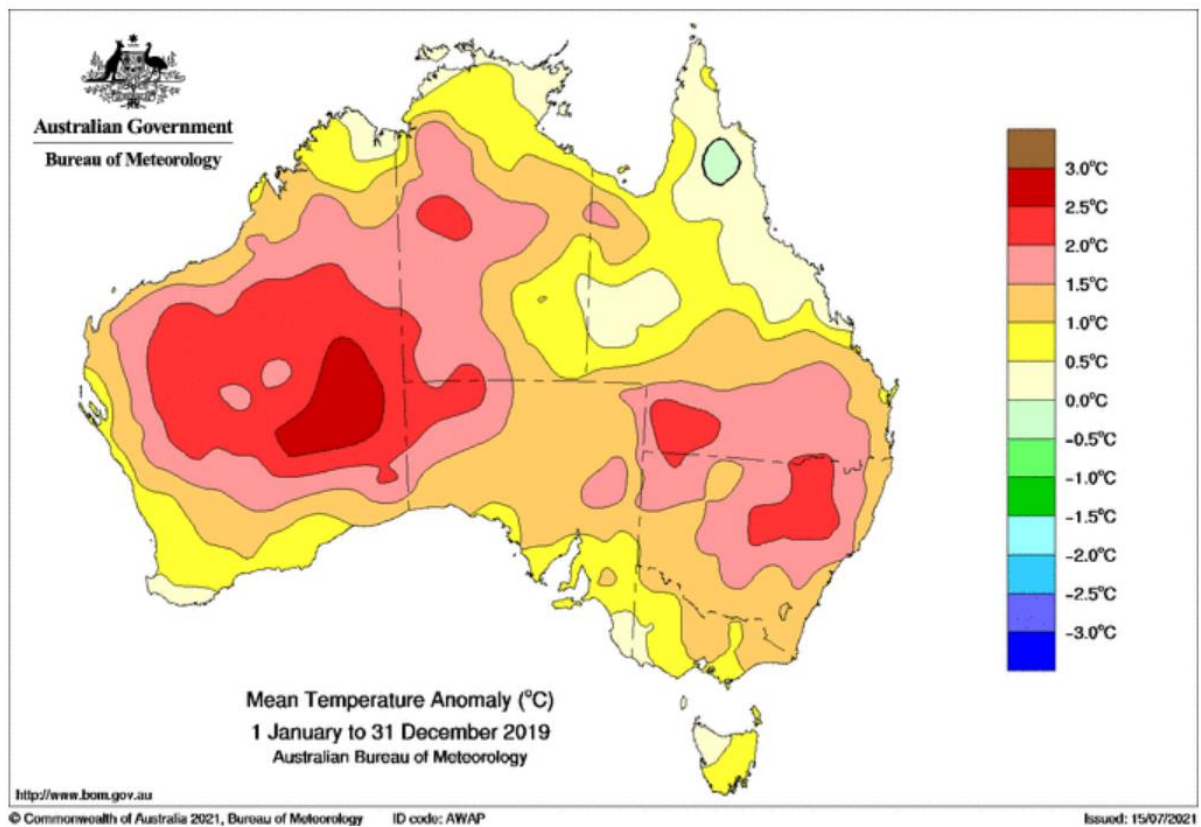 Australian Government
Bureau of Meteorology
3.0°C
2.5°C
2.0°C
1.5°C
1.0°C
0.5°C
0.0°C
-0.5°C
-1.0°C
-1.5°C
-2.0°C
-2.5°C
-3.0°C
Mean Temperature Anomaly (°C)
1 January to 31 December 2019
Australian Bureau of Meteorology
http://www.bom.gov.au
© Commonwealth of Australia 2021, Bureau of Meteorology ID code: AWAP Issued: 15/07/2021